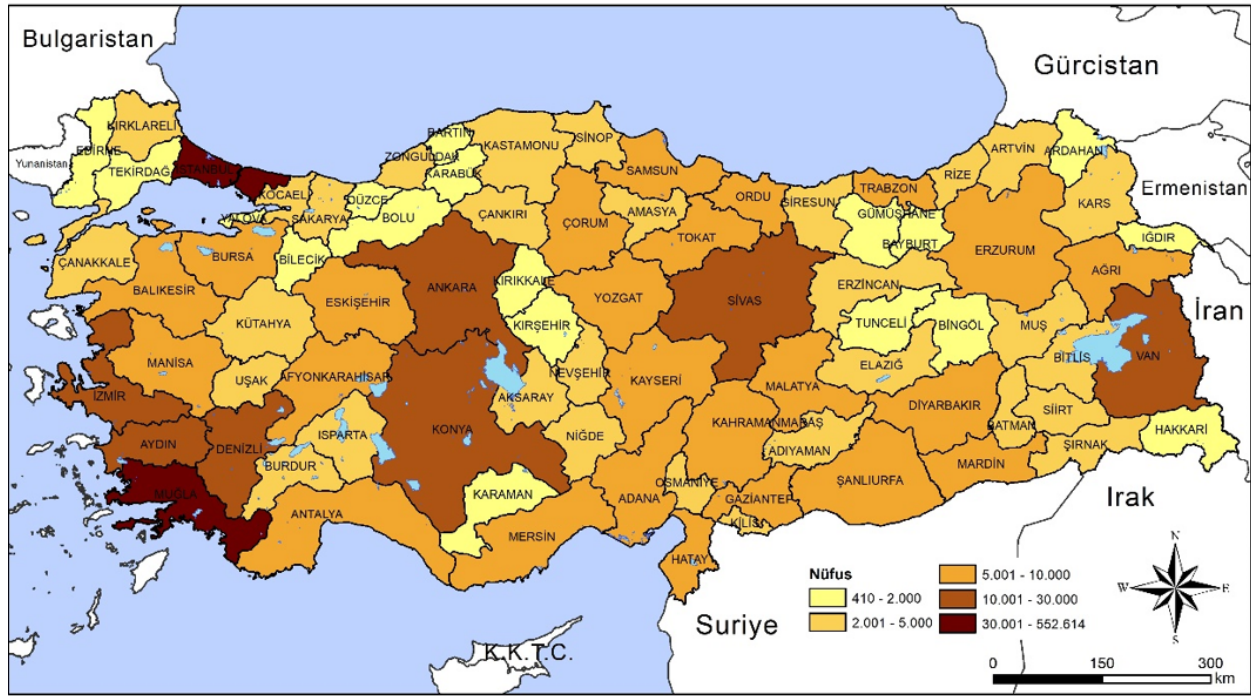 Bulgaristan
Gürcistan
Yunanistan
Ermenistan
İran
Irak
Suriye
K.K.T.C.
KIRKLARELİ
EDİRNE
TEKİRDAĞ
İSTANBUL
KOCAELİ
YALOVA
SAKARYA
DÜZCE
BOLU
ZONGULDAK
BARTIN
KARABÜK
KASTAMONU
SİNOP
ÇANKIRI
SAMSUN
ÇORUM
AMASYA
ORDU
TOKAT
GİRESUN
TRABZON
GÜMÜŞHANE
BAYBURT
RİZE
ARTVİN
ARDAHAN
KARS
IĞDIR
ERZURUM
AĞRI
ÇANAKKALE
BALIKESİR
BURSA
BİLECİK
ESKİŞEHİR
KÜTAHYA
ANKARA
KIRIKKALE
KIRŞEHİR
YOZGAT
SİVAS
ERZİNCAN
TUNCELİ
BİNGÖL
MUŞ
BİTLİS
VAN
MANİSA
UŞAK
AFYONKARAHİSAR
İZMİR
AYDIN
DENİZLİ
ISPARTA
BURDUR
KONYA
AKSARAY
NEVŞEHİR
NİĞDE
KAYSERİ
MALATYA
ELAZIĞ
DİYARBAKIR
BATMAN
SİİRT
ŞIRNAK
HAKKARİ
MUĞLA
ANTALYA
KARAMAN
MERSİN
ADANA
OSMANİYE
KAHRAMANMARAŞ
ADIYAMAN
GAZİANTEP
KİLİS
HATAY
ŞANLIURFA
MARDİN
Nüfus
410 - 2.000
2.001 - 5.000
5.001 - 10.000
10.001 - 30.000
30.001 - 552.614
N
W
E
S
0 150 300
km